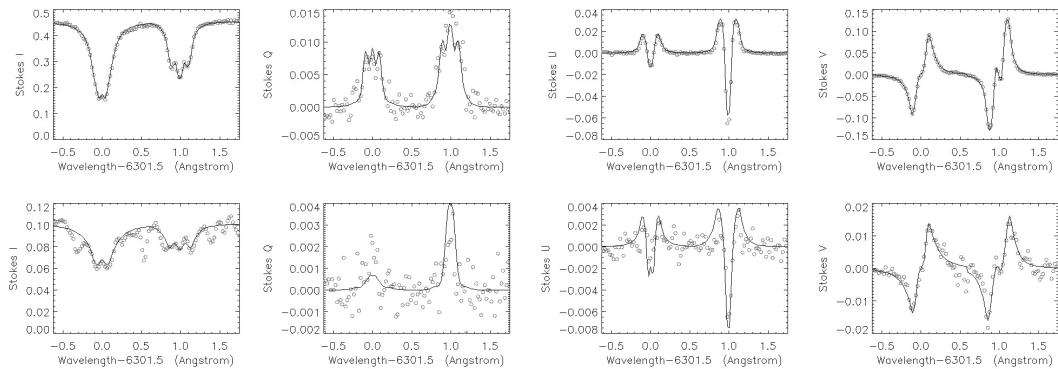 Stokes I
0.5
0.4
0.3
0.2
0.1
0.0
−0.5 0.0 0.5 1.0 1.5
Wavelength−6301.5 (Angstrom)
Stokes Q
0.015
0.010
0.005
0.000
−0.005
−0.5 0.0 0.5 1.0 1.5
Wavelength−6301.5 (Angstrom)
Stokes U
0.04
0.02
0.00
−0.02
−0.04
−0.06
−0.08
−0.5 0.0 0.5 1.0 1.5
Wavelength−6301.5 (Angstrom)
Stokes V
0.15
0.10
0.05
0.00
−0.05
−0.10
−0.15
−0.5 0.0 0.5 1.0 1.5
Wavelength−6301.5 (Angstrom)
Stokes I
0.12
0.10
0.08
0.06
0.04
0.02
0.00
−0.5 0.0 0.5 1.0 1.5
Wavelength−6301.5 (Angstrom)
Stokes Q
0.004
0.003
0.002
0.001
0.000
−0.001
−0.002
−0.5 0.0 0.5 1.0 1.5
Wavelength−6301.5 (Angstrom)
Stokes U
0.004
0.002
0.000
−0.002
−0.004
−0.006
−0.008
−0.5 0.0 0.5 1.0 1.5
Wavelength−6301.5 (Angstrom)
Stokes V
0.02
0.01
0.00
−0.01
−0.02
−0.5 0.0 0.5 1.0 1.5
Wavelength−6301.5 (Angstrom)